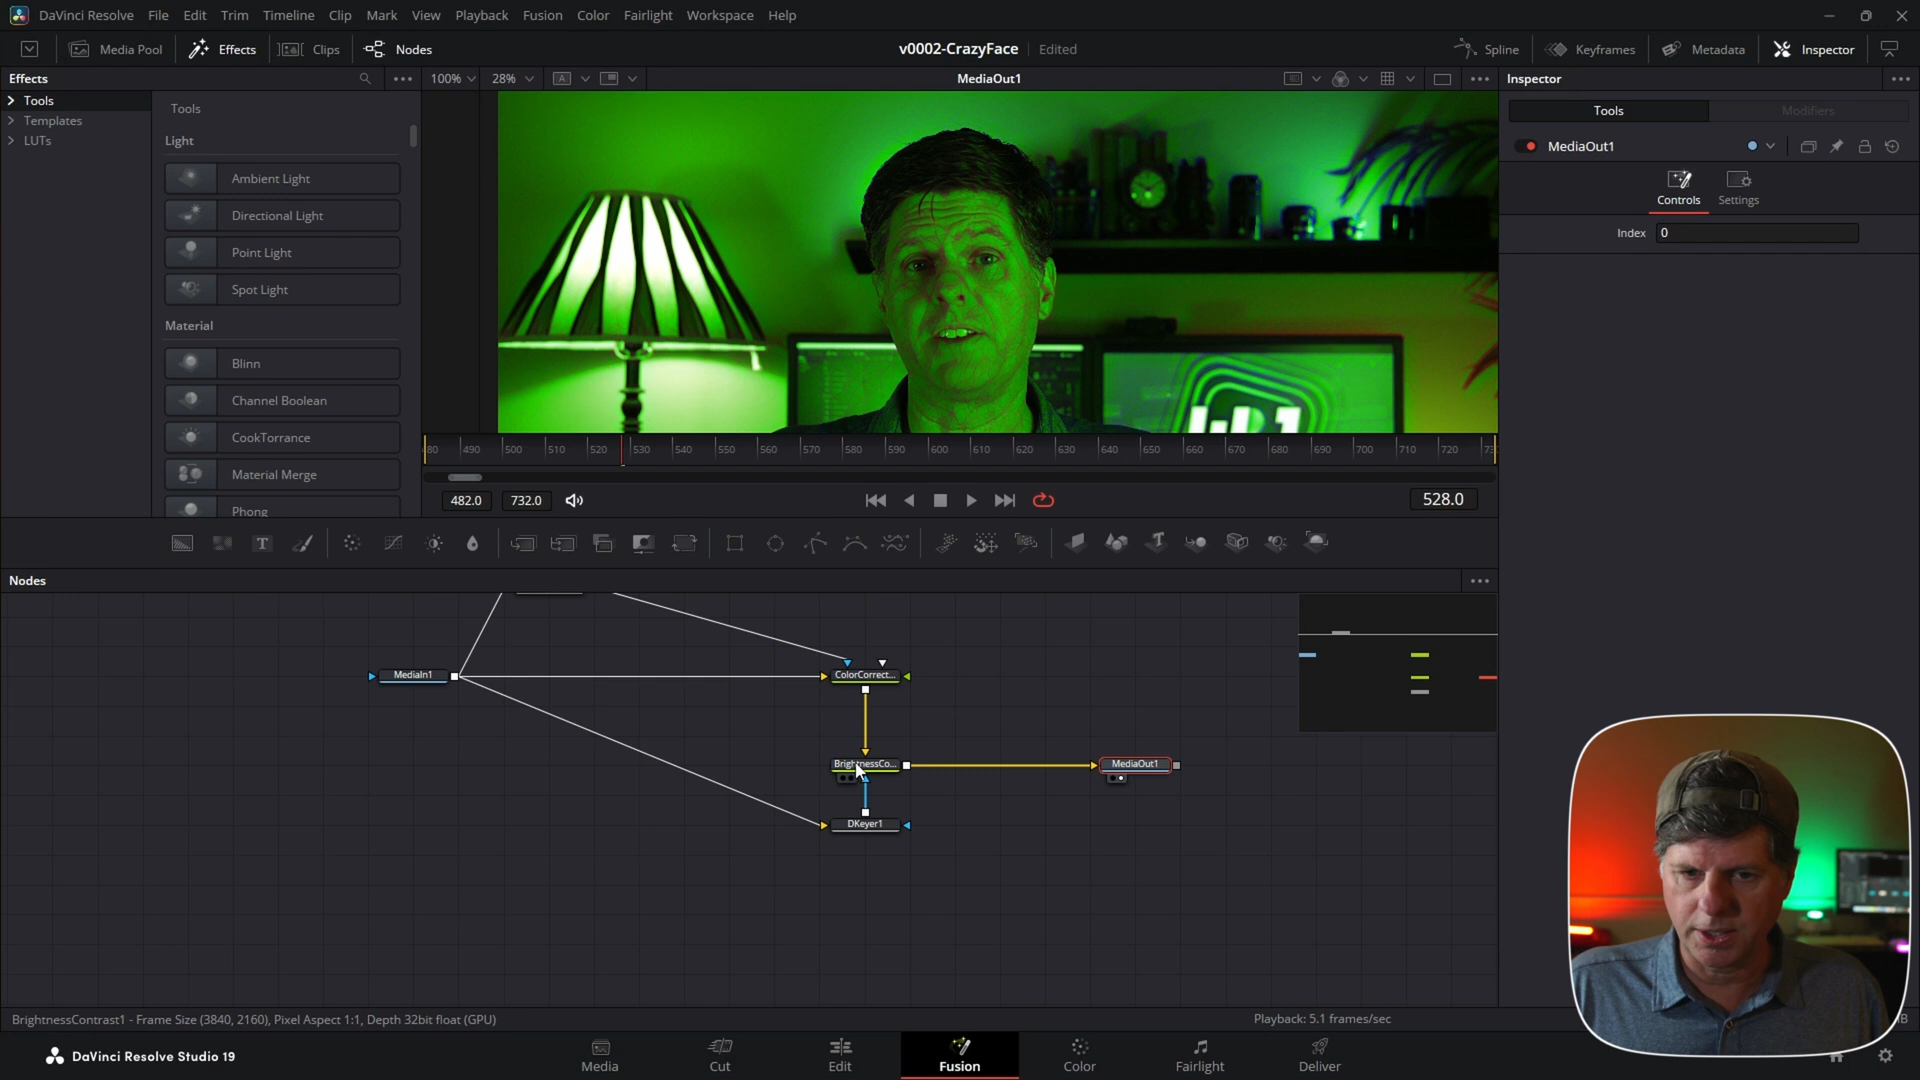 DaVinci Resolve File Edit Trim Timeline Clip Mark View Playback Fusion Color Fairlight Workspace Help
Media Pool Effects Clips Nodes v0002-CrazyFace Edited Spline Keyframes Metadata Inspector
Effects 100% 28% A MediaOut1 Inspector
Tools
Templates
LUTs
Tools
Light
Ambient Light
Directional Light
Point Light
Spot Light
Material
Blinn
Channel Boolean
CookTorrance
Material Merge
Phong
Tools Modifiers
MediaOut1
Controls Settings
Index 0
490 500 510 520 530 540 550 560 570 580 590 600 610 620 630 640 650 660 670 680 690 700 710 720
482.0 732.0 528.0
T
Nodes
MediaIn1
ColorCorrect...
BrightnessCo...
MediaOut1
DKeyer1
BrightnessContrast1 - Frame Size (3840, 2160), Pixel Aspect 1:1, Depth 32bit float (GPU) Playback: 5.1 frames/sec
DaVinci Resolve Studio 19 Media Cut Edit Fusion Color Fairlight Deliver